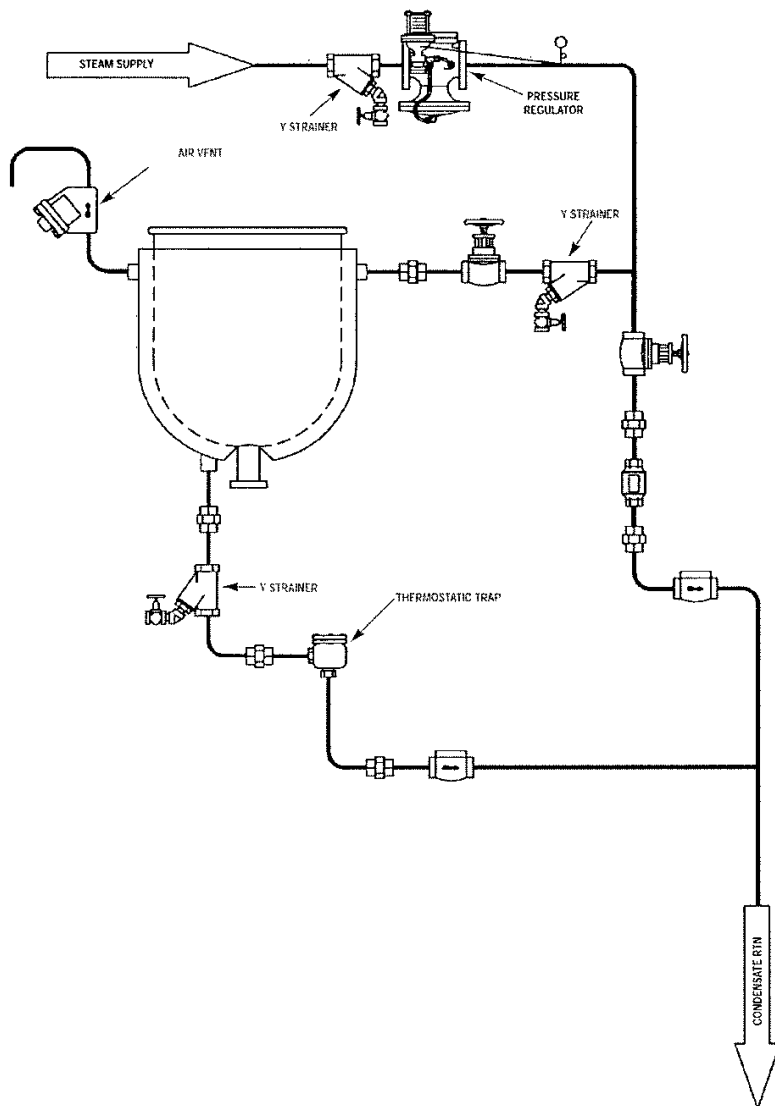 STEAM SUPPLY
Y STRAINER
PRESSURE
REGULATOR
AIR VENT
Y STRAINER
Y STRAINER
THERMOSTATIC TRAP
CONDENSATE RTN